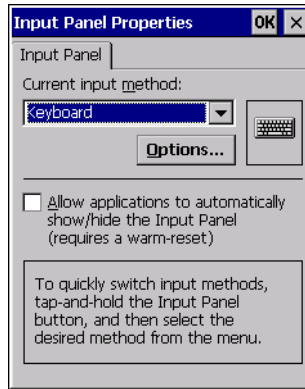 Input Panel Properties OK ×
Input Panel
Current input method:
Keyboard
Options...
Allow applications to automatically
show/hide the Input Panel
(requires a warm-reset)
To quickly switch input methods,
tap-and-hold the Input Panel
button, and then select the
desired method from the menu.